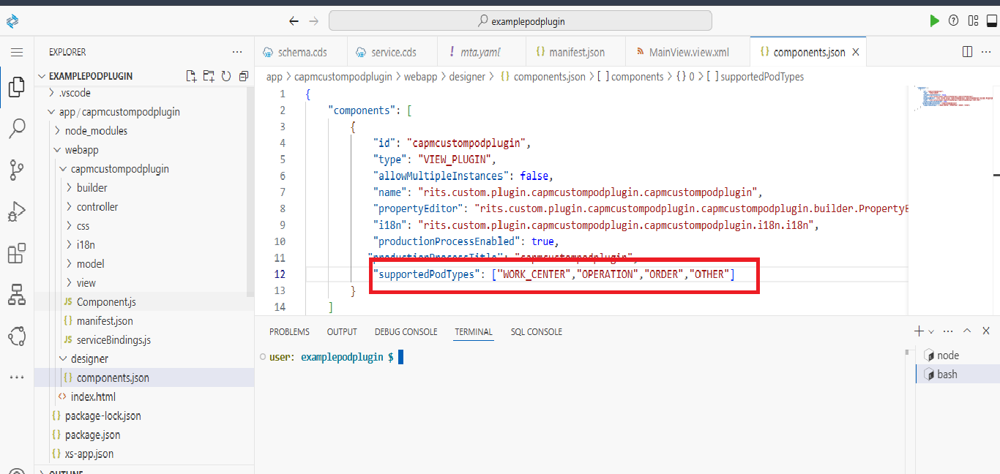 examplepodplugin
EXPLORER
EXAMPLEPODPLUGIN
.vscode
app / capmcustompodplugin
node_modules
webapp
capmcustompodplugin
builder
controller
css
i18n
model
view
JS Component.js
{} manifest.json
JS serviceBindings.js
designer
{} components.json
<> index.html
{} package-lock.json
{} package.json
{} xs-app.json
OUTLINE
schema.cds
service.cds
! mta.yaml
{} manifest.json
MainView.view.xml
{} components.json
app > capmcustompodplugin > webapp > designer > {} components.json > [ ] components > {} 0 > [ ] supportedPodTypes
1 {
2 "components": [
3 {
4 "id": "capmcustompodplugin",
5 "type": "VIEW_PLUGIN",
6 "allowMultipleInstances": false,
7 "name": "rits.custom.plugin.capmcustompodplugin.capmcustompodplugin",
8 "propertyEditor": "rits.custom.plugin.capmcustompodplugin.capmcustompodplugin.builder.PropertyE
9 "i18n": "rits.custom.plugin.capmcustompodplugin.capmcustompodplugin.i18n.i18n",
10 "productionProcessEnabled": true,
11 "productionProcessTitle": "capmcustompodplugin",
12 "supportedPodTypes": ["WORK_CENTER","OPERATION","ORDER","OTHER"]
13 }
14 ]
PROBLEMS OUTPUT DEBUG CONSOLE TERMINAL SQL CONSOLE
user: examplepodplugin $
node
bash